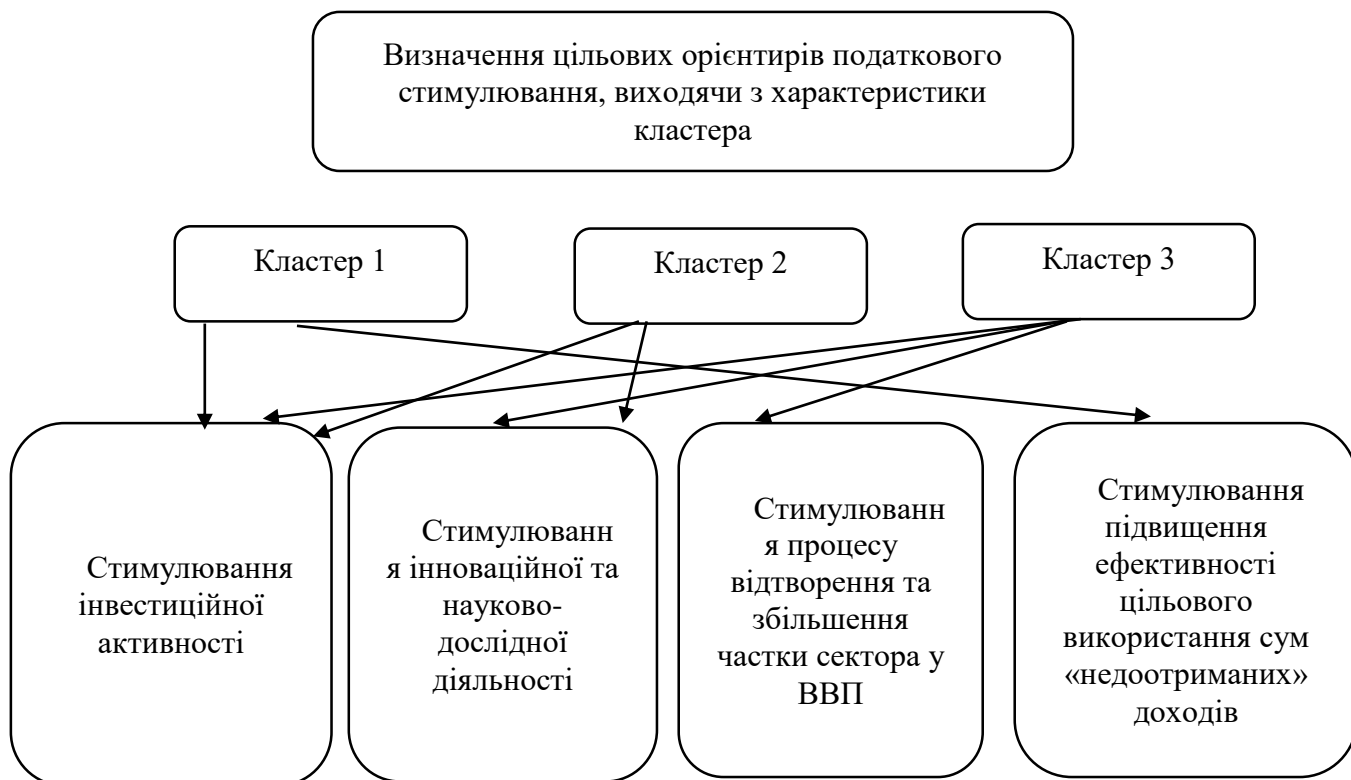 Визначення цільових орієнтирів податкового
стимулювання, виходячи з характеристики
кластера
Кластер 1
Кластер 2
Кластер 3
Стимулювання
інвестиційної
активності
Стимулюванн
я інноваційної та
науково-
дослідної
діяльності
Стимулюванн
я процесу
відтворення та
збільшення
частки сектора у
ВВП
Стимулювання
підвищення
ефективності
цільового
використання сум
«недоотриманих»
доходів